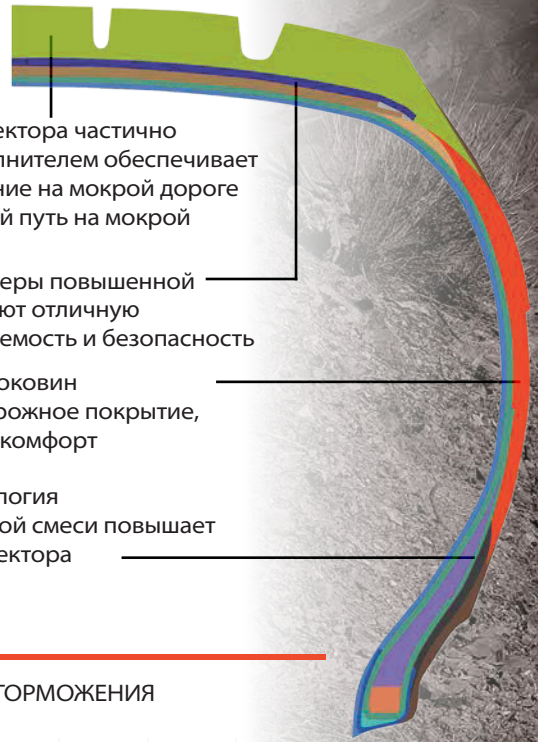 ектора частично
лнителем обеспечивает
ние на мокрой дороге
й путь на мокрой
еры повышенной
ют отличную
емость и безопасность
оковин
рожное покрытие,
комфорт
логия
ой смеси повышает
ектора
ТОРМОЖЕНИЯ